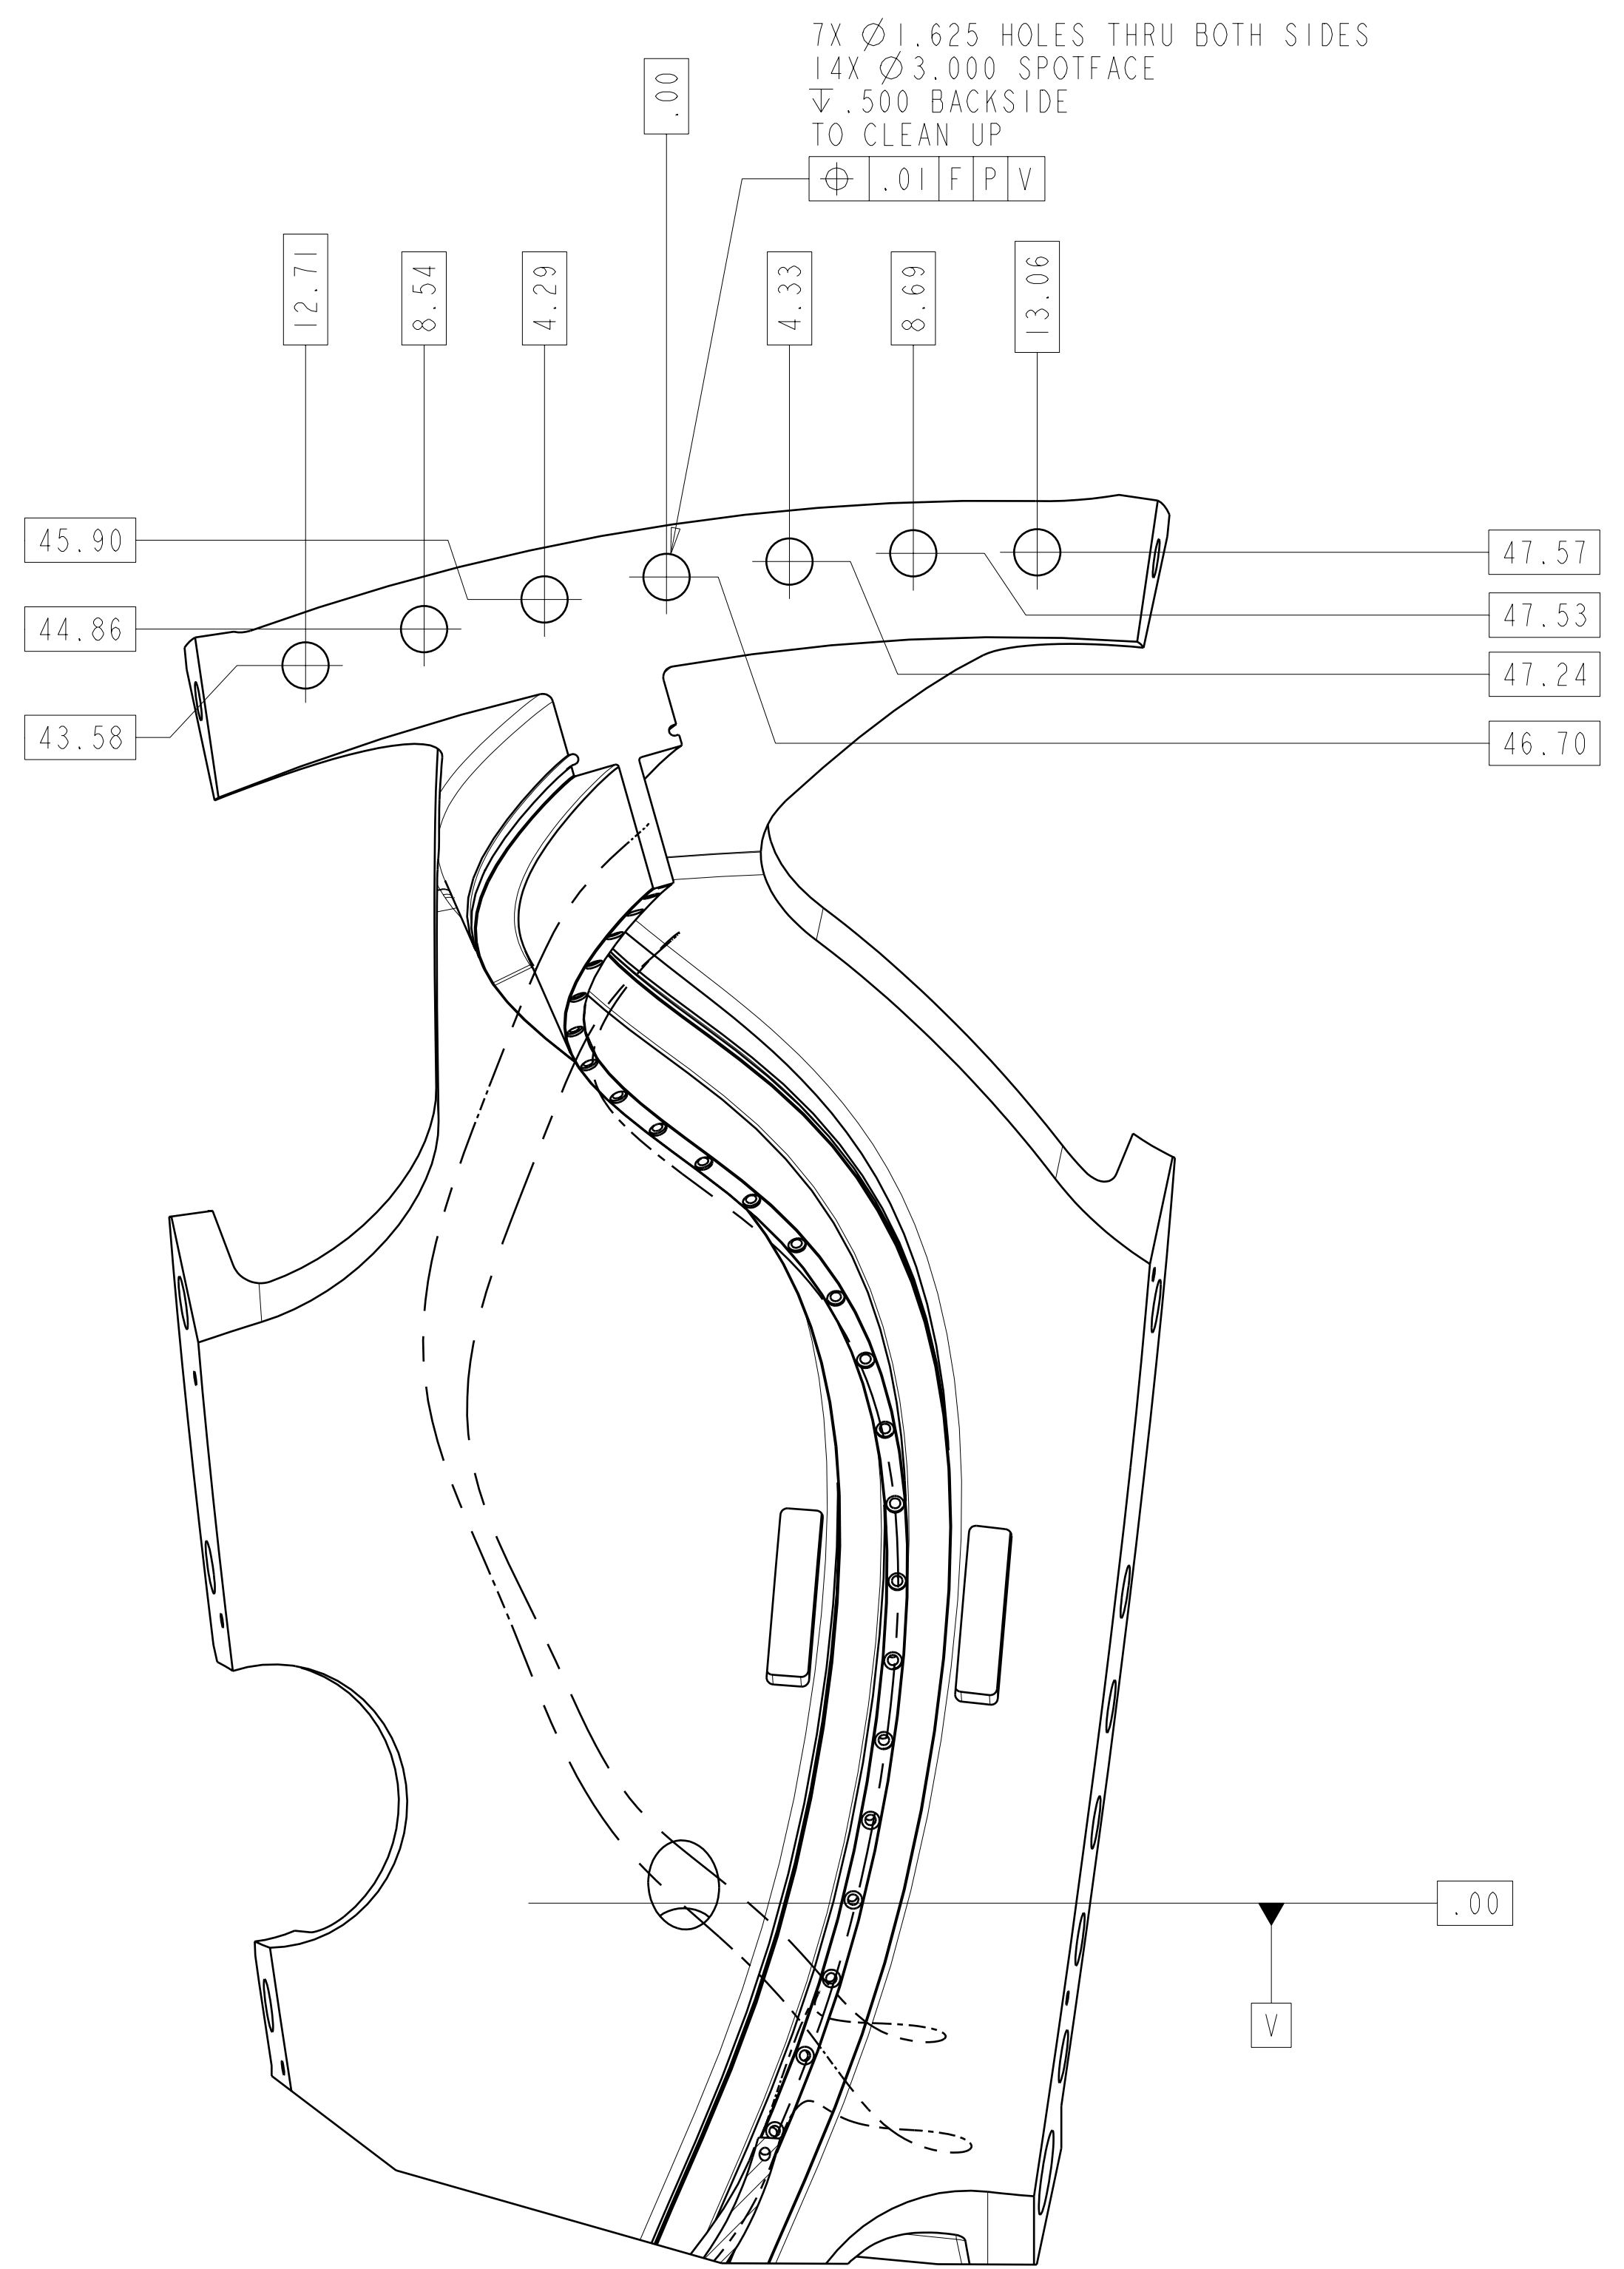 7X Ø1.625 HOLES THRU BOTH SIDES
14X Ø3.000 SPOTFACE
↧.500 BACKSIDE
TO CLEAN UP
⌖ .01 F P V
.00
12.71
8.54
4.29
4.33
8.69
13.06
45.90
44.86
43.58
47.57
47.53
47.24
46.70
.00
V